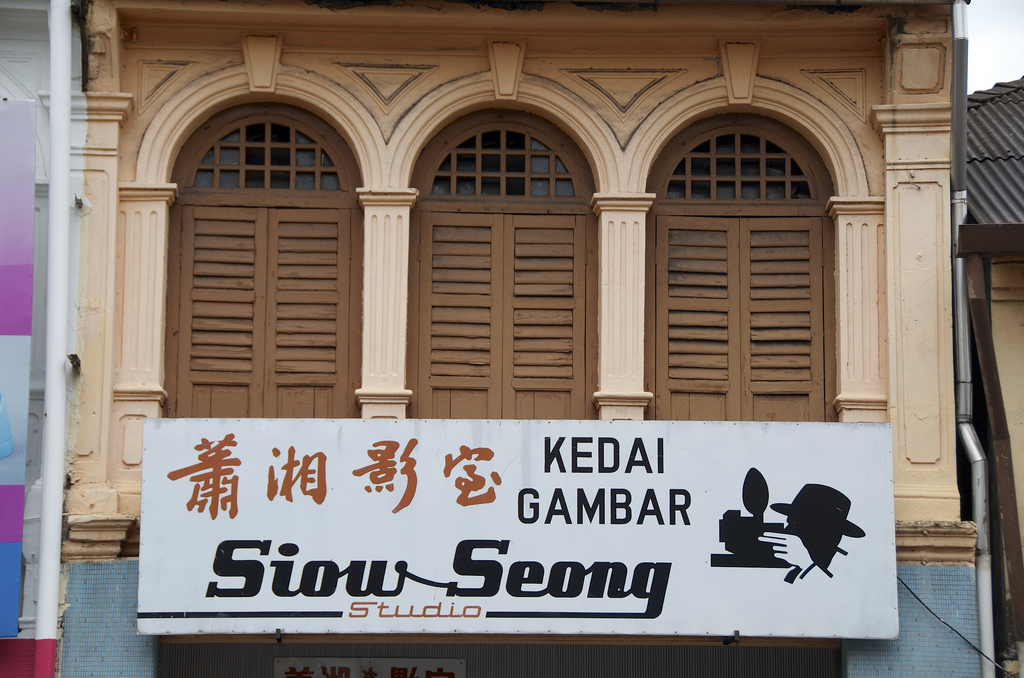 蕭湘影室
KEDAI
GAMBAR
Siow Seong
Studio